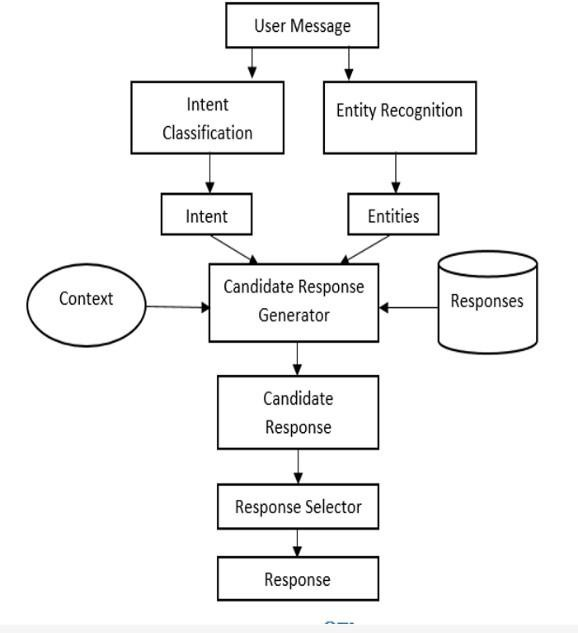 User Message
Intent
Classification
Entity Recognition
Intent
Entities
Context
Candidate Response
Generator
Responses
Candidate
Response
Response Selector
Response